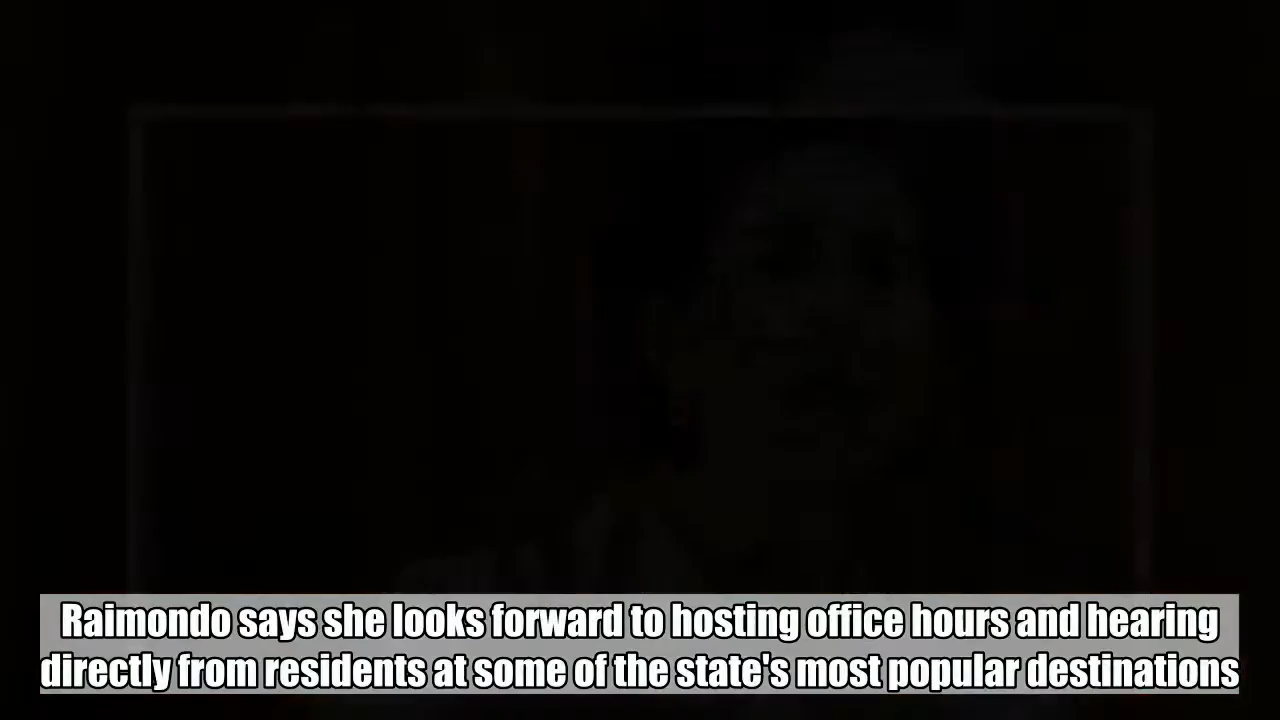 Raimondo says she looks forward to hosting office hours and hearing
directly from residents at some of the state's most popular destinations